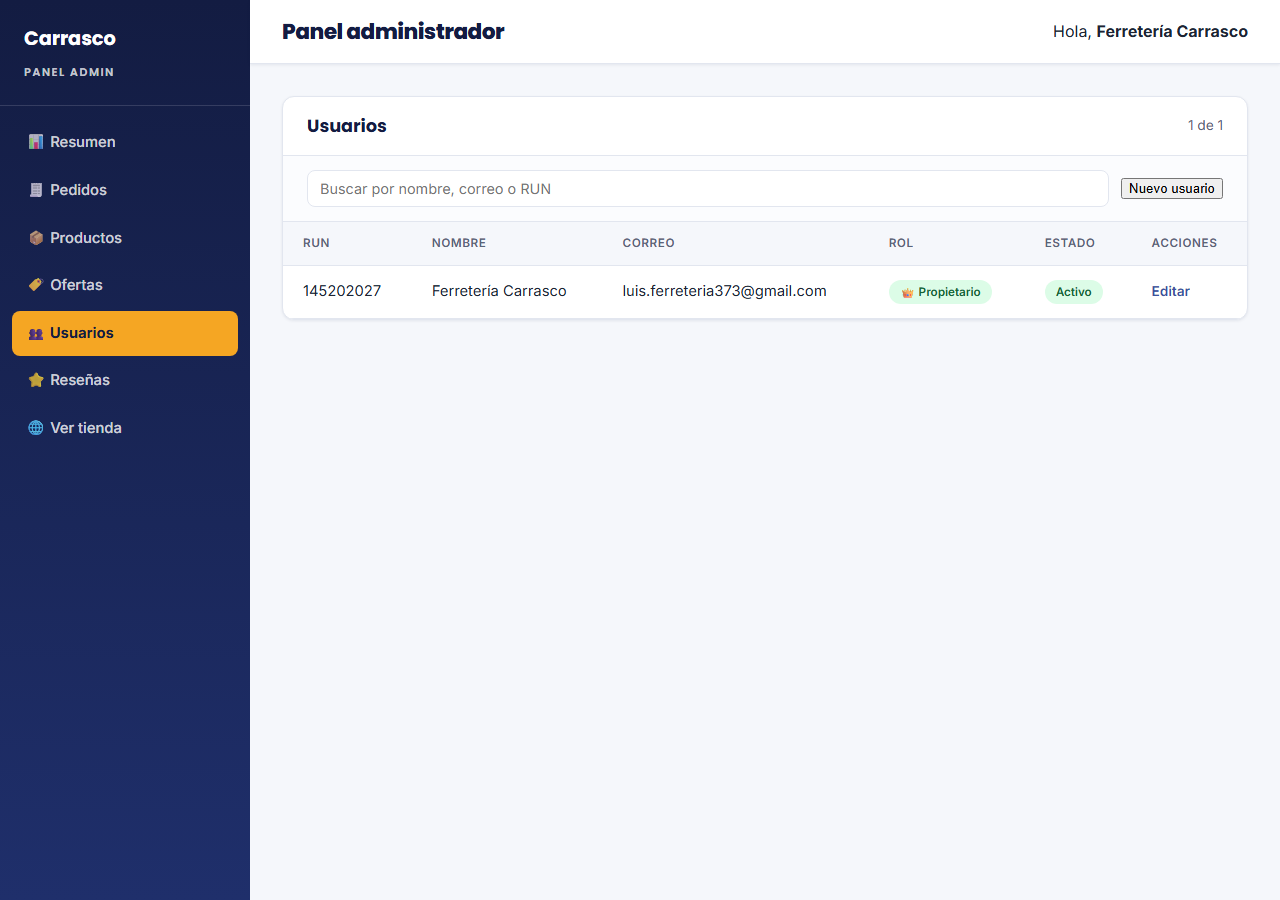 Carrasco
PANEL ADMIN
Resumen
Pedidos
Productos
Ofertas
Usuarios
Reseñas
Ver tienda
Panel administrador
Hola, Ferretería Carrasco
Usuarios
1 de 1
Buscar por nombre, correo o RUN
Nuevo usuario
RUN NOMBRE CORREO ROL ESTADO ACCIONES
145202027 Ferretería Carrasco luis.ferreteria373@gmail.com Propietario Activo Editar